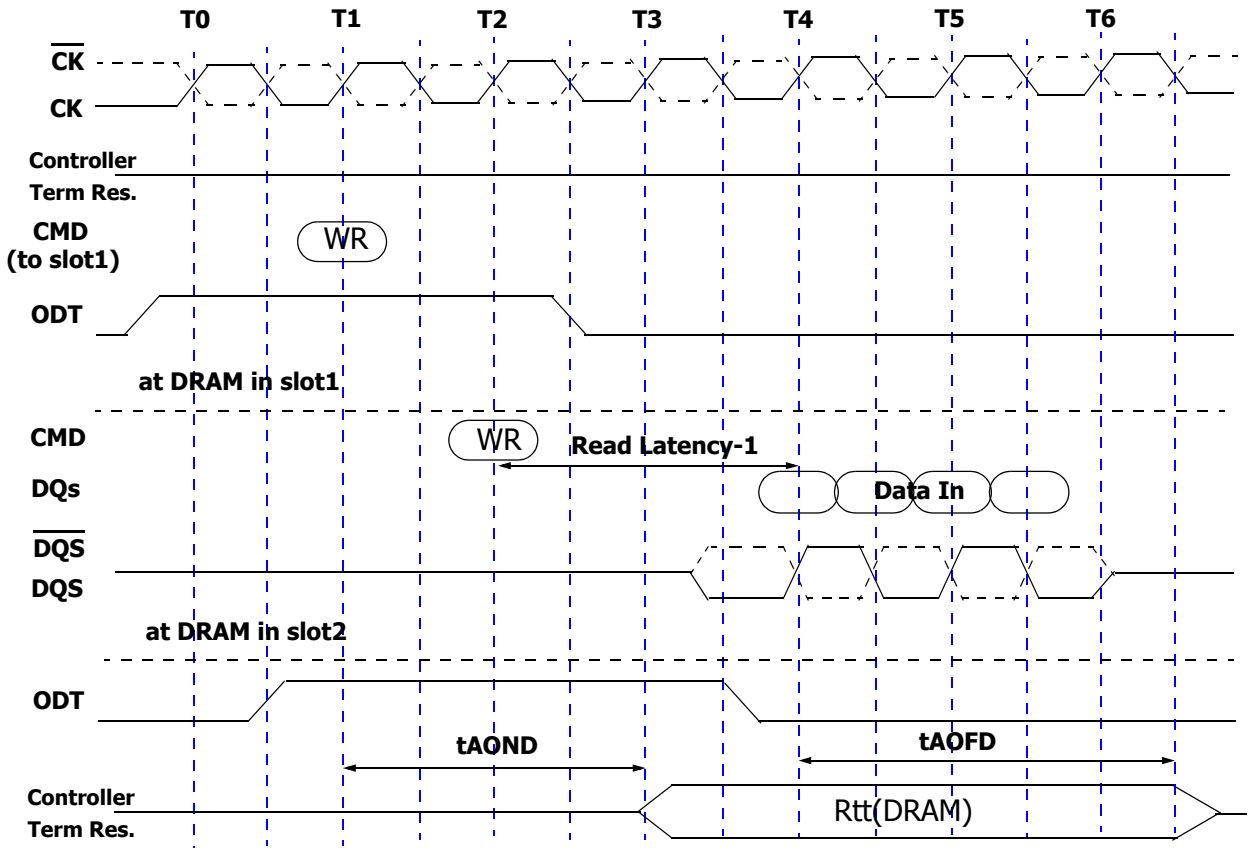 T0 T1 T2 T3 T4 T5 T6
CK
CK
Controller
Term Res.
CMD
(to slot1)
WR
ODT
at DRAM in slot1
CMD
WR
Read Latency-1
DQs
Data In
DQS
DQS
at DRAM in slot2
ODT
tAOND
tAOFD
Controller
Term Res.
Rtt(DRAM)